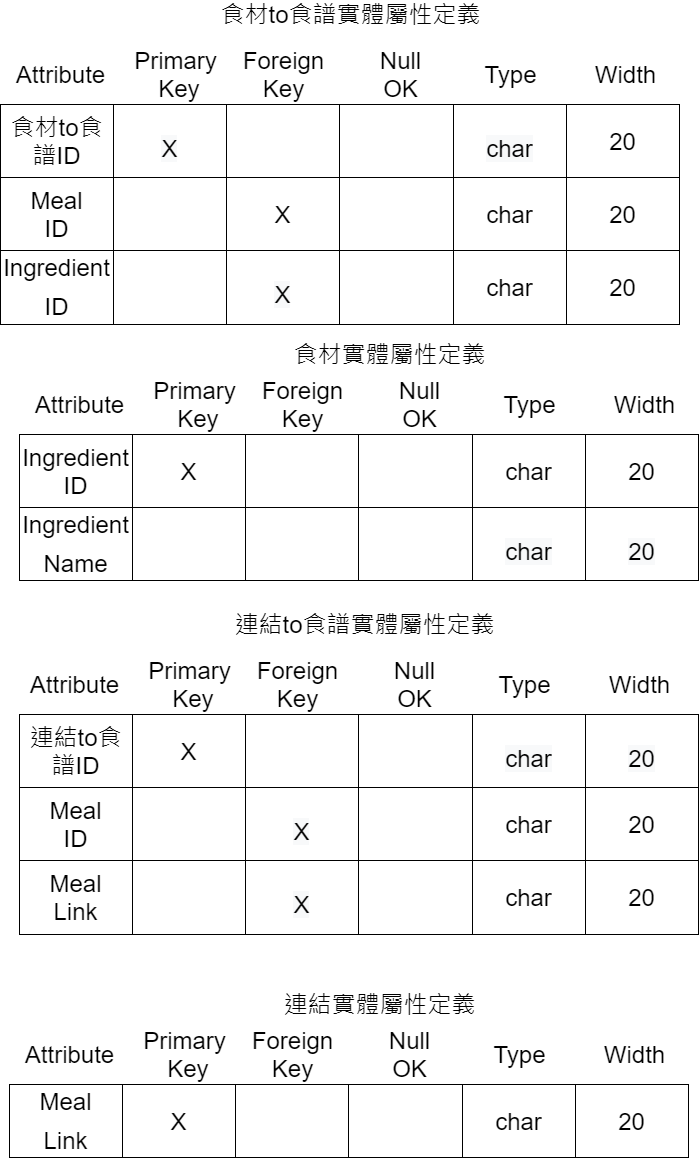 食材to食譜實體屬性定義
Attribute Primary Key Foreign Key Null OK Type Width
食材to食譜ID X char 20
Meal ID X char 20
Ingredient ID X char 20
食材實體屬性定義
Attribute Primary Key Foreign Key Null OK Type Width
Ingredient ID X char 20
Ingredient Name char 20
連結to食譜實體屬性定義
Attribute Primary Key Foreign Key Null OK Type Width
連結to食譜ID X char 20
Meal ID X char 20
Meal Link X char 20
連結實體屬性定義
Attribute Primary Key Foreign Key Null OK Type Width
Meal Link X char 20